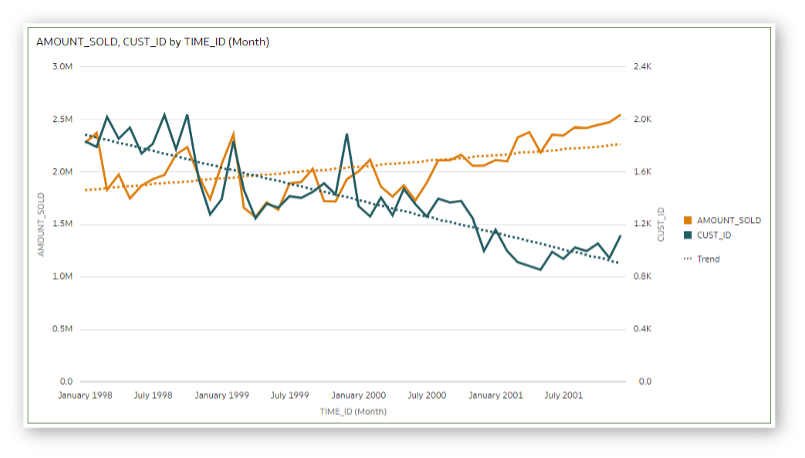 AMOUNT_SOLD, CUST_ID by TIME_ID (Month)
3.0M
2.5M
2.0M
1.5M
1.0M
0.5M
0.0
AMOUNT_SOLD
2.4K
2.0K
1.6K
1.2K
0.8K
0.4K
0.0
CUST_ID
AMOUNT_SOLD
CUST_ID
Trend
January 1998 July 1998 January 1999 July 1999 January 2000 July 2000 January 2001 July 2001
TIME_ID (Month)